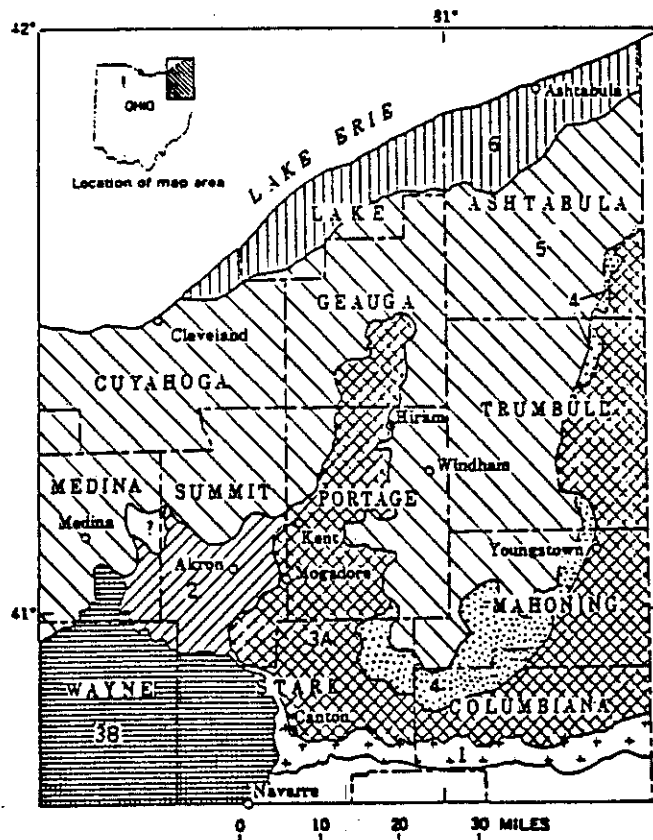 42°
81°
OHIO
Location of map area
LAKE ERIE
Ashtabula
6
LAKE
ASHTABULA
5
4
GEAUGA
Cleveland
CUYAHOGA
TRUMBULL
Hiram
Windham
MEDINA
SUMMIT
PORTAGE
?
Medina
Kent
Youngstown
Akron
2
Mogadore
MAHONING
41°
3A
WAYNE
STARK
4
COLUMBIANA
3B
Canton
1
Navarre
0 10 20 30 MILES